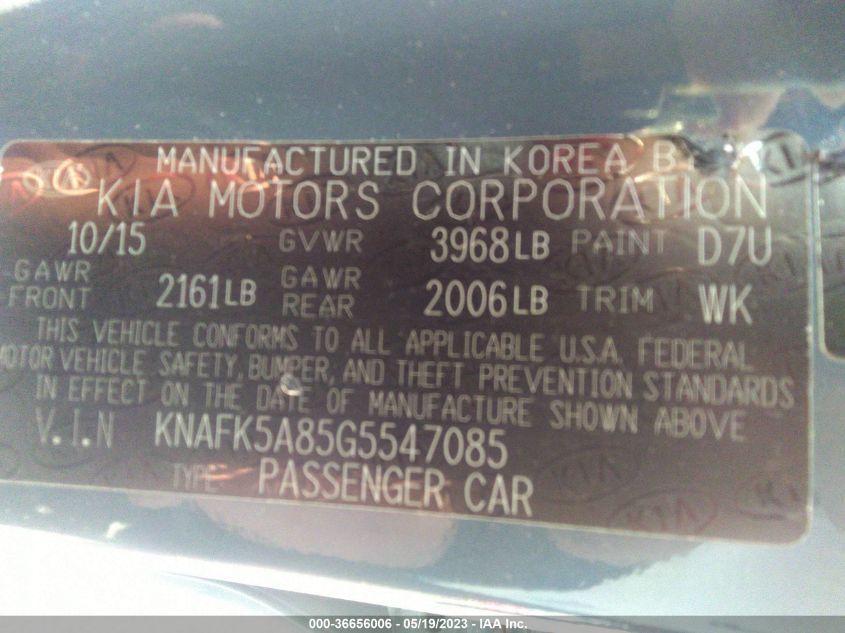 MANUFACTURED IN KOREA B
KIA MOTORS CORPORATION
10/15 GVWR 3968LB PAINT D7U
GAWR FRONT 2161LB GAWR REAR 2006LB TRIM WK
THIS VEHICLE CONFORMS TO ALL APPLICABLE U.S.A. FEDERAL
MOTOR VEHICLE SAFETY, BUMPER, AND THEFT PREVENTION STANDARDS
IN EFFECT ON THE DATE OF MANUFACTURE SHOWN ABOVE
V.I.N KNAFK5A85G5547085
TYPE PASSENGER CAR
000-36656006 - 05/19/2023 - IAA Inc.